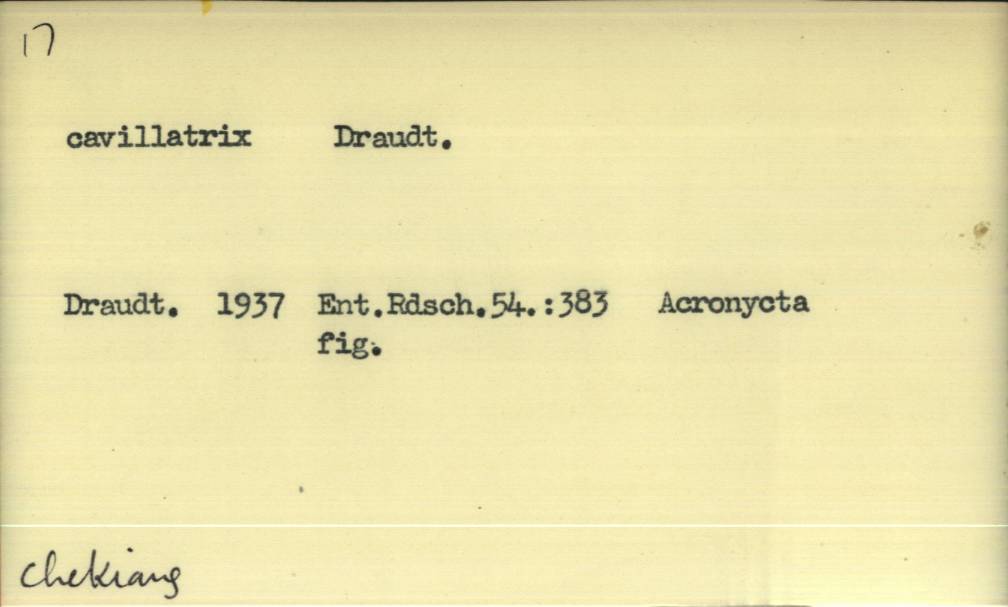 17
cavillatrix Draudt.
Draudt. 1937 Ent.Rdsch.54.:383 Acronycta
fig.
Chekiang